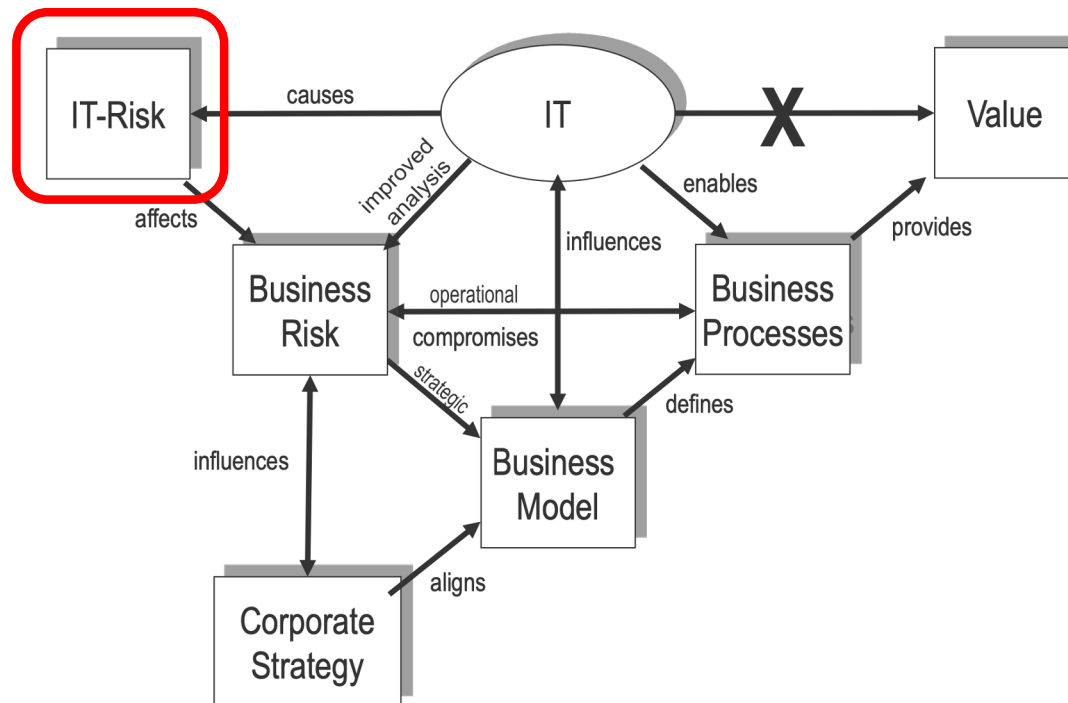 IT-Risk
causes
IT
X
Value
improved
analysis
enables
affects
provides
influences
Business
Risk
operational
compromises
Business
Processes
strategic
defines
influences
Business
Model
aligns
Corporate
Strategy